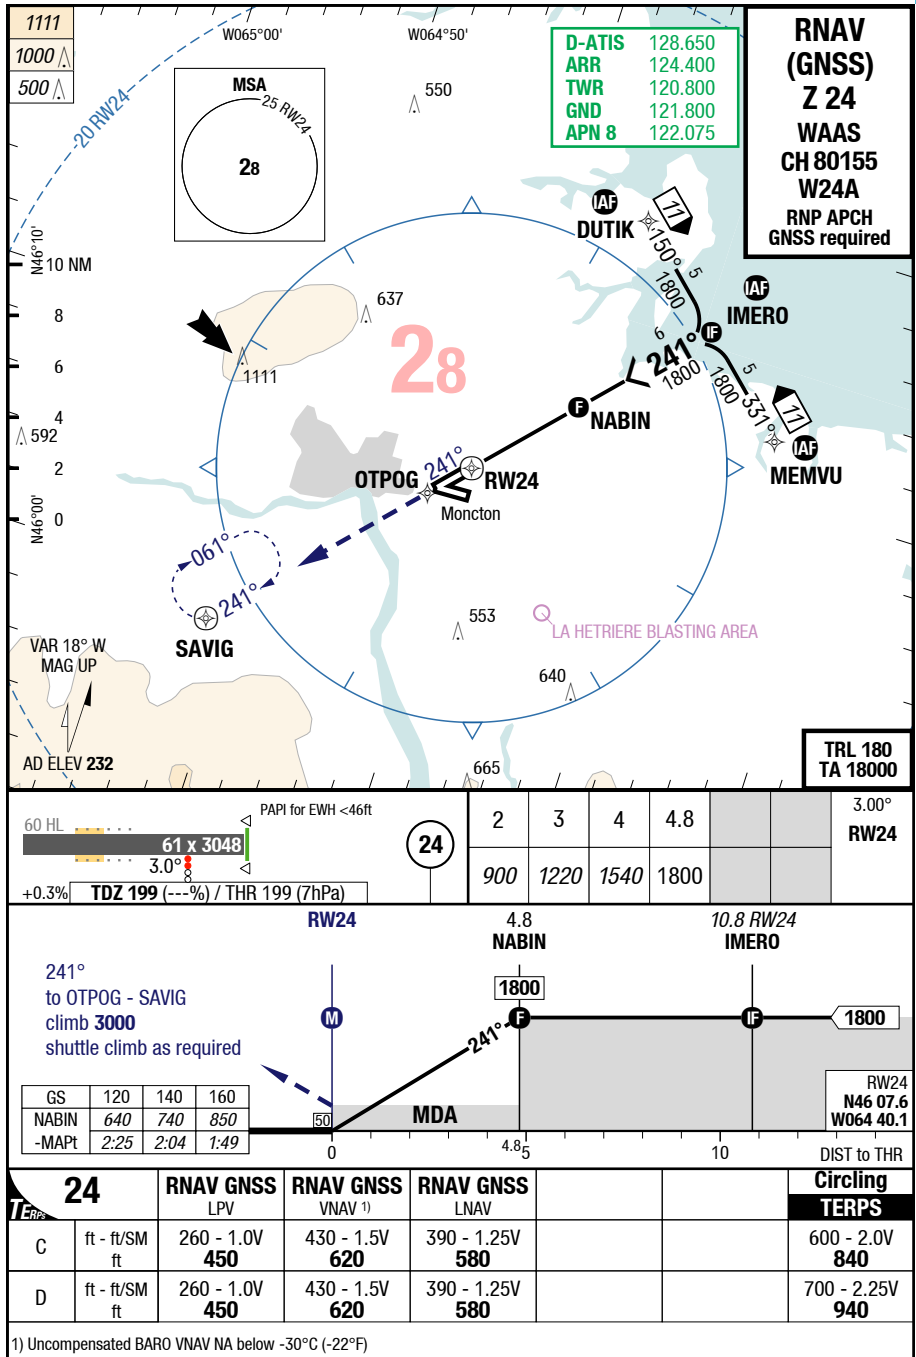 1111
1000
500
W065°00'
W064°50'
D-ATIS 128.650
ARR 124.400
TWR 120.800
GND 121.800
APN 8 122.075
RNAV
(GNSS)
Z 24
WAAS
CH 80155
W24A
RNP APCH
GNSS required
20 RW24
MSA
25 RW24
28
550
IAF
DUTIK
11
150°
5
1800
N46°10'
10 NM
8
6
4
2
0
N46°00'
637
1111
592
28
IAF
IMERO
IF
6
241°
1800
5
1800
331°
11
IAF
MEMVU
F
NABIN
OTPOG
241°
RW24
Moncton
061°
241°
SAVIG
553
LA HETRIERE BLASTING AREA
640
665
VAR 18° W
MAG UP
AD ELEV 232
TRL 180
TA 18000
60 HL
PAPI for EWH <46ft
61 x 3048
3.0°
+0.3%
TDZ 199 (---%) / THR 199 (7hPa)
24
2 3 4 4.8
3.00°
RW24
900 1220 1540 1800
RW24
4.8
NABIN
10.8 RW24
IMERO
241°
to OTPOG - SAVIG
climb 3000
shuttle climb as required
M
1800
F
241°
IF
1800
GS 120 140 160
NABIN 640 740 850
-MAPt 2:25 2:04 1:49
50
MDA
RW24
N46 07.6
W064 40.1
0
4.8
5
10
DIST to THR
TERPS
24
RNAV GNSS
LPV
RNAV GNSS
VNAV 1)
RNAV GNSS
LNAV
Circling
TERPS
C
ft - ft/SM
ft
260 - 1.0V
450
430 - 1.5V
620
390 - 1.25V
580
600 - 2.0V
840
D
ft - ft/SM
ft
260 - 1.0V
450
430 - 1.5V
620
390 - 1.25V
580
700 - 2.25V
940
1) Uncompensated BARO VNAV NA below -30°C (-22°F)